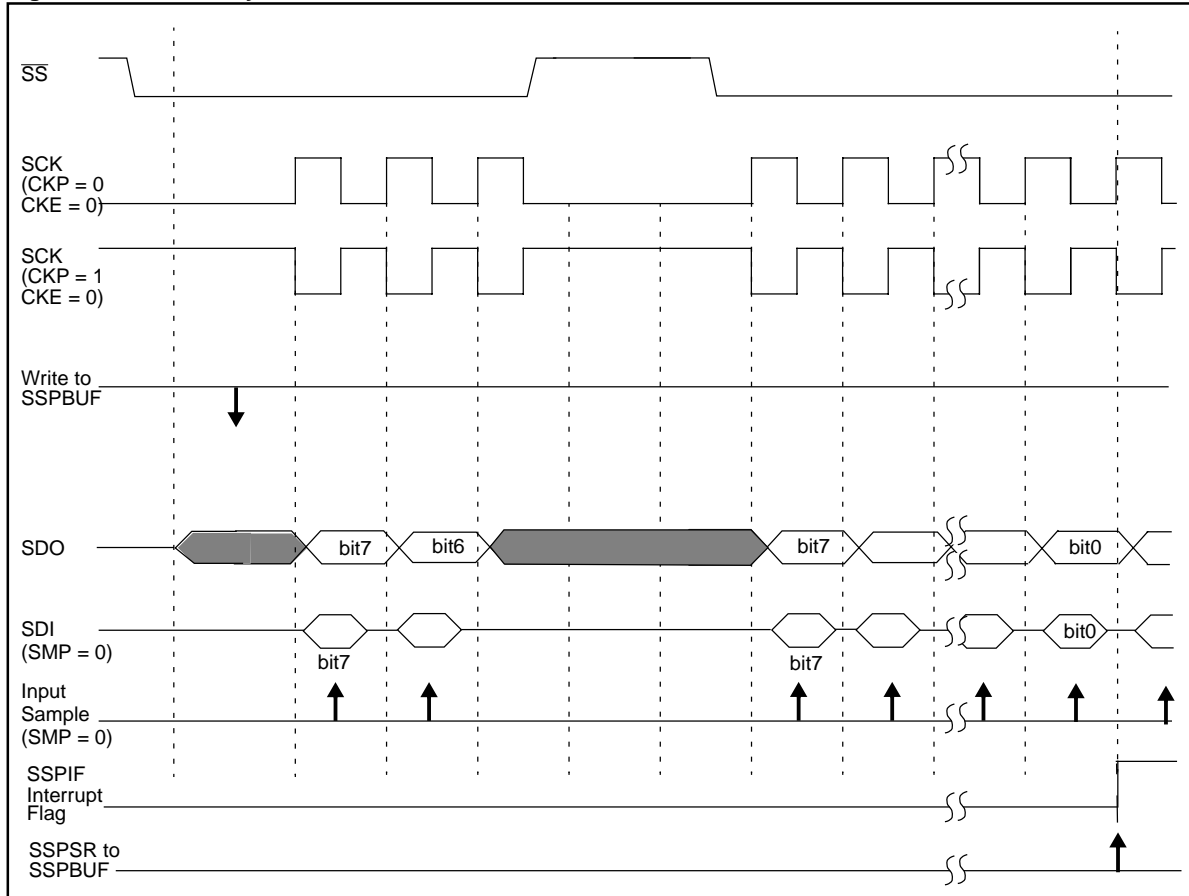 SS
SCK
(CKP = 0
CKE = 0)
SCK
(CKP = 1
CKE = 0)
Write to
SSPBUF
SDO
bit7
bit6
bit7
bit0
SDI
(SMP = 0)
bit7
bit7
bit0
Input
Sample
(SMP = 0)
SSPIF
Interrupt
Flag
SSPSR to
SSPBUF